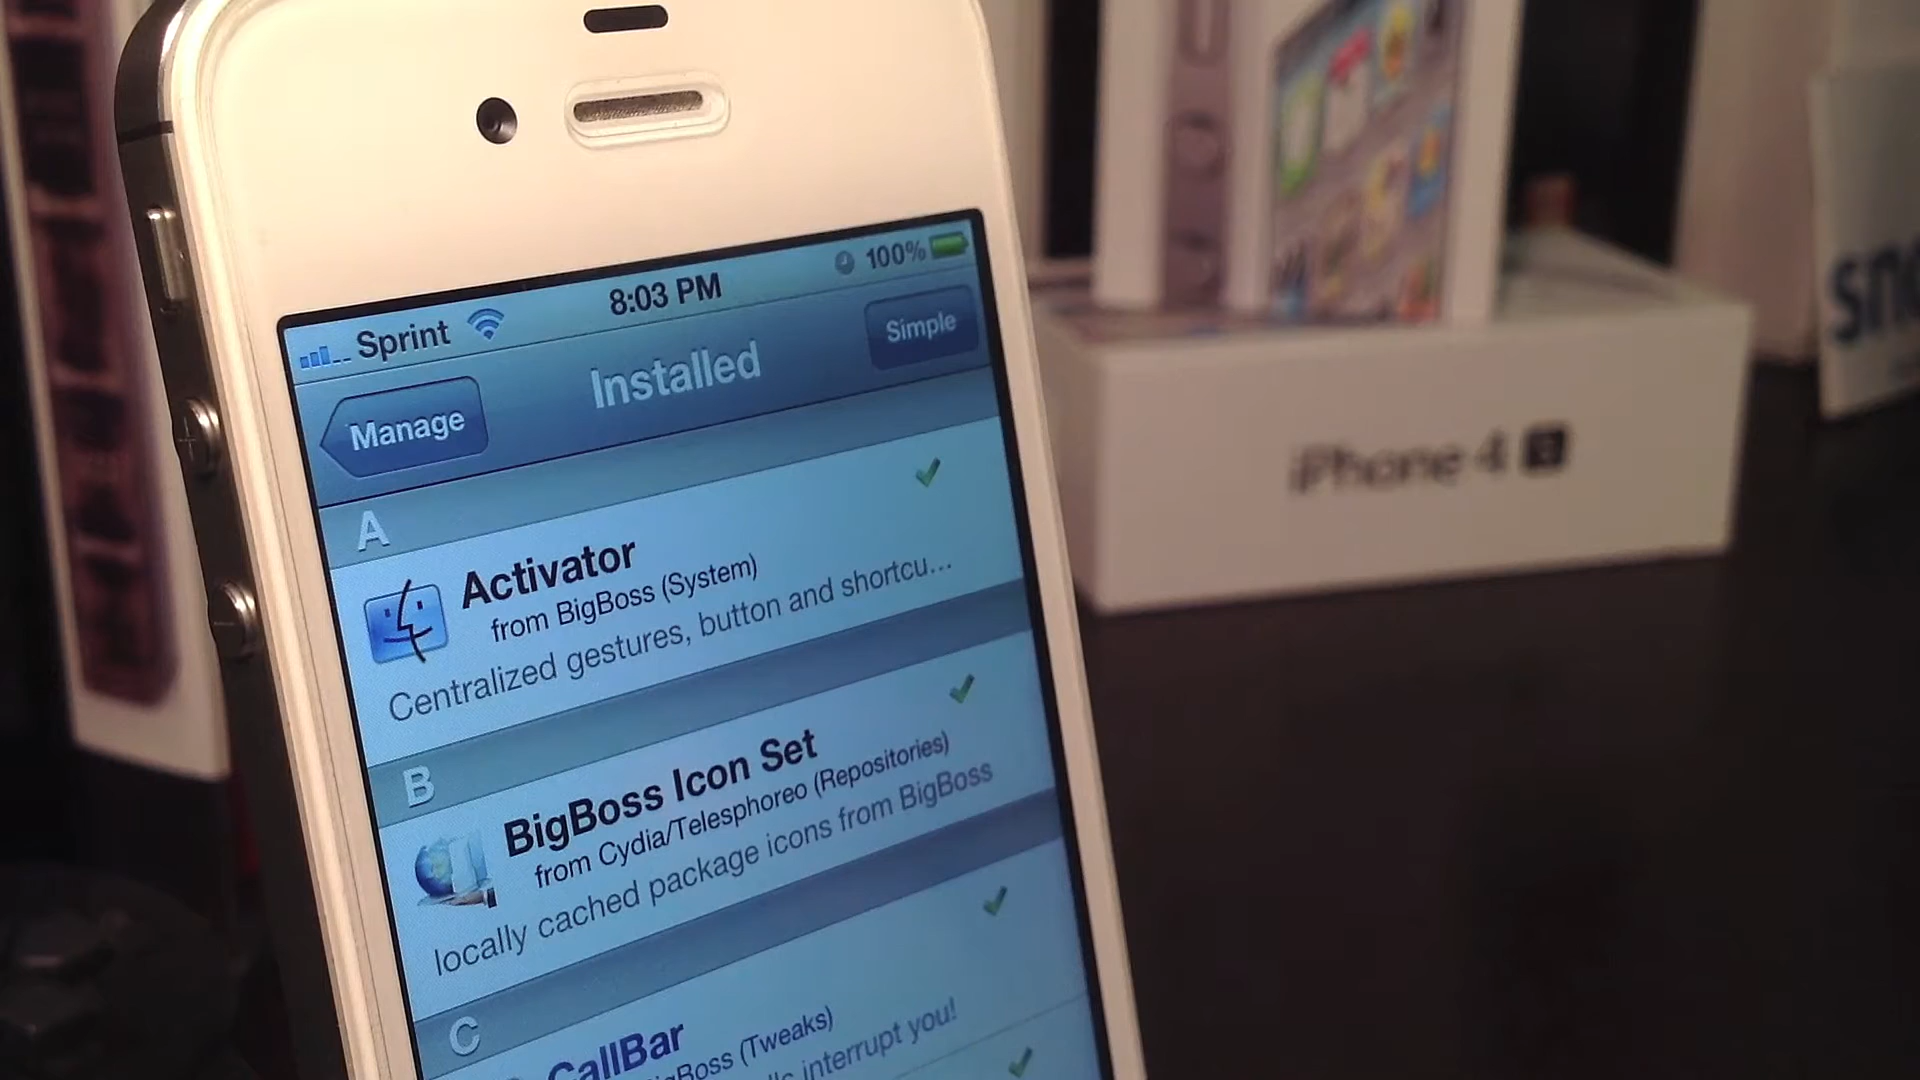 Sprint 8:03 PM 100%
Manage Installed Simple
A
Activator
from BigBoss (System)
Centralized gestures, button and shortcu...
B
BigBoss Icon Set
from Cydia/Telesphoreo (Repositories)
locally cached package icons from BigBoss
C
CallBar
(Tweaks)
interrupt you!
iPhone 4 S